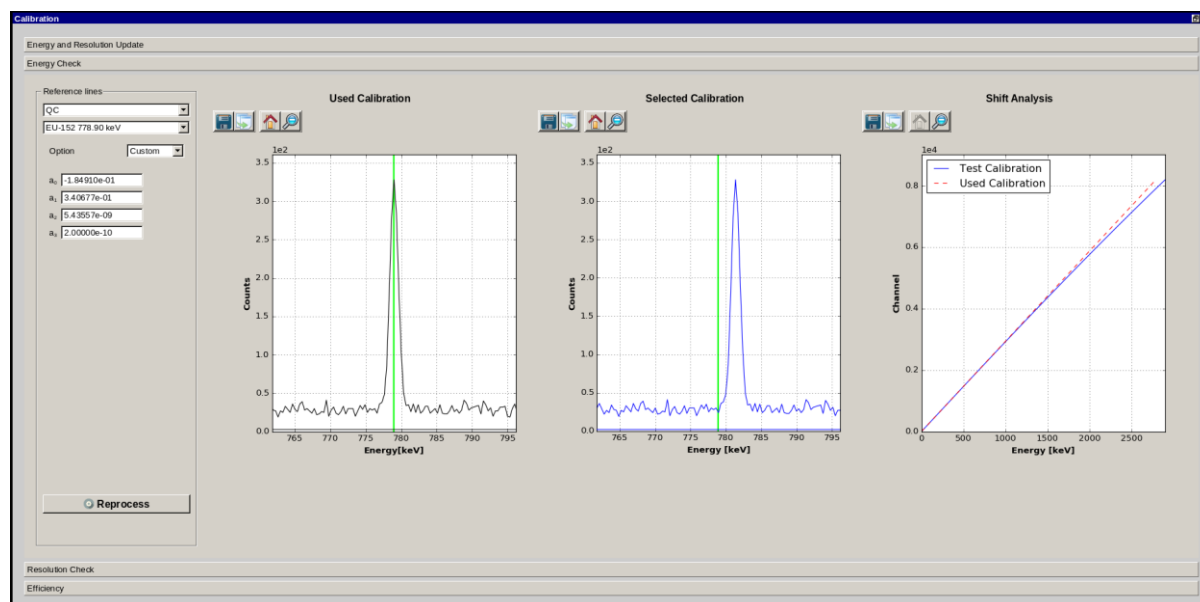 Calibration
Energy and Resolution Update
Energy Check
Reference lines
QC
EU-152 778.90 keV
Option Custom
a₀ -1.84910e-01
a₁ 3.40677e-01
a₂ 5.43557e-09
a₃ 2.00000e-10
Reprocess
Used Calibration
1e2
3.5
3.0
2.5
2.0
1.5
1.0
0.5
0.0
Counts
765 770 775 780 785 790 795
Energy[keV]
Selected Calibration
1e2
3.5
3.0
2.5
2.0
1.5
1.0
0.5
0.0
Counts
765 770 775 780 785 790 795
Energy [keV]
Shift Analysis
1e4
Test Calibration
Used Calibration
0.8
0.6
0.4
0.2
0.0
Channel
0 500 1000 1500 2000 2500
Energy [keV]
Resolution Check
Efficiency